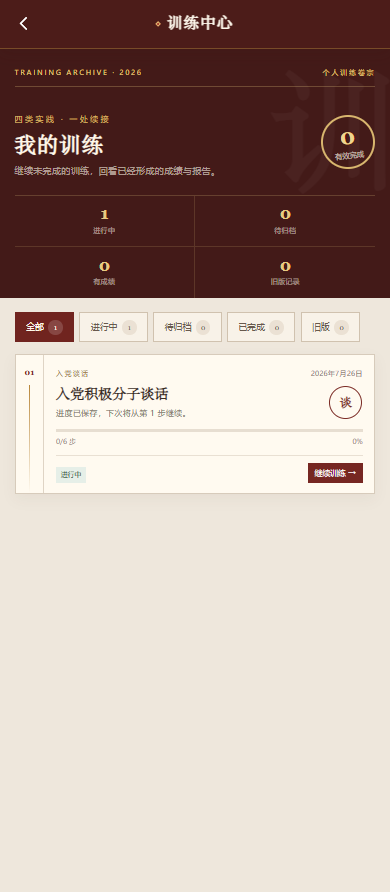 训练中心
TRAINING ARCHIVE · 2026
个人训练卷宗
训
四类实践 · 一处续接
我的训练
继续未完成的训练，回看已经形成的成绩与报告。
0
有效完成
1
进行中
0
待归档
0
有成绩
0
旧版记录
全部 1
进行中 1
待归档 0
已完成 0
旧版 0
01
入党谈话
2026年7月26日
入党积极分子谈话
谈
进度已保存，下次将从第 1 步继续。
0/6 步
0%
进行中
继续训练 →